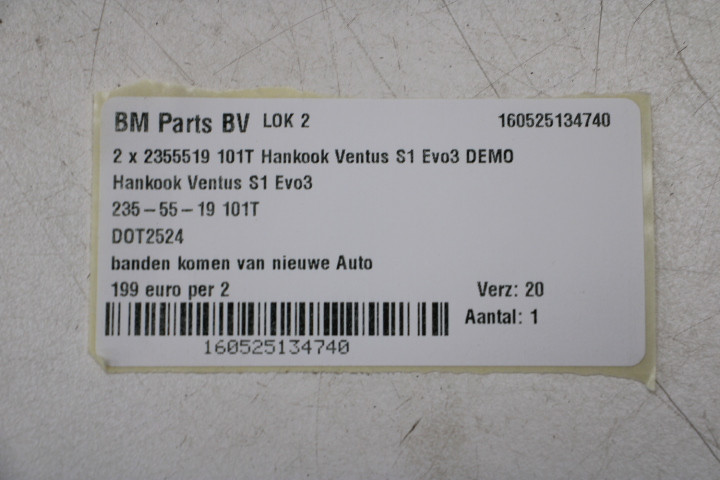 BM Parts BV LOK 2 160525134740
2 x 2355519 101T Hankook Ventus S1 Evo3 DEMO
Hankook Ventus S1 Evo3
235-55-19 101T
DOT2524
banden komen van nieuwe Auto
199 euro per 2 Verz: 20
Aantal: 1
160525134740